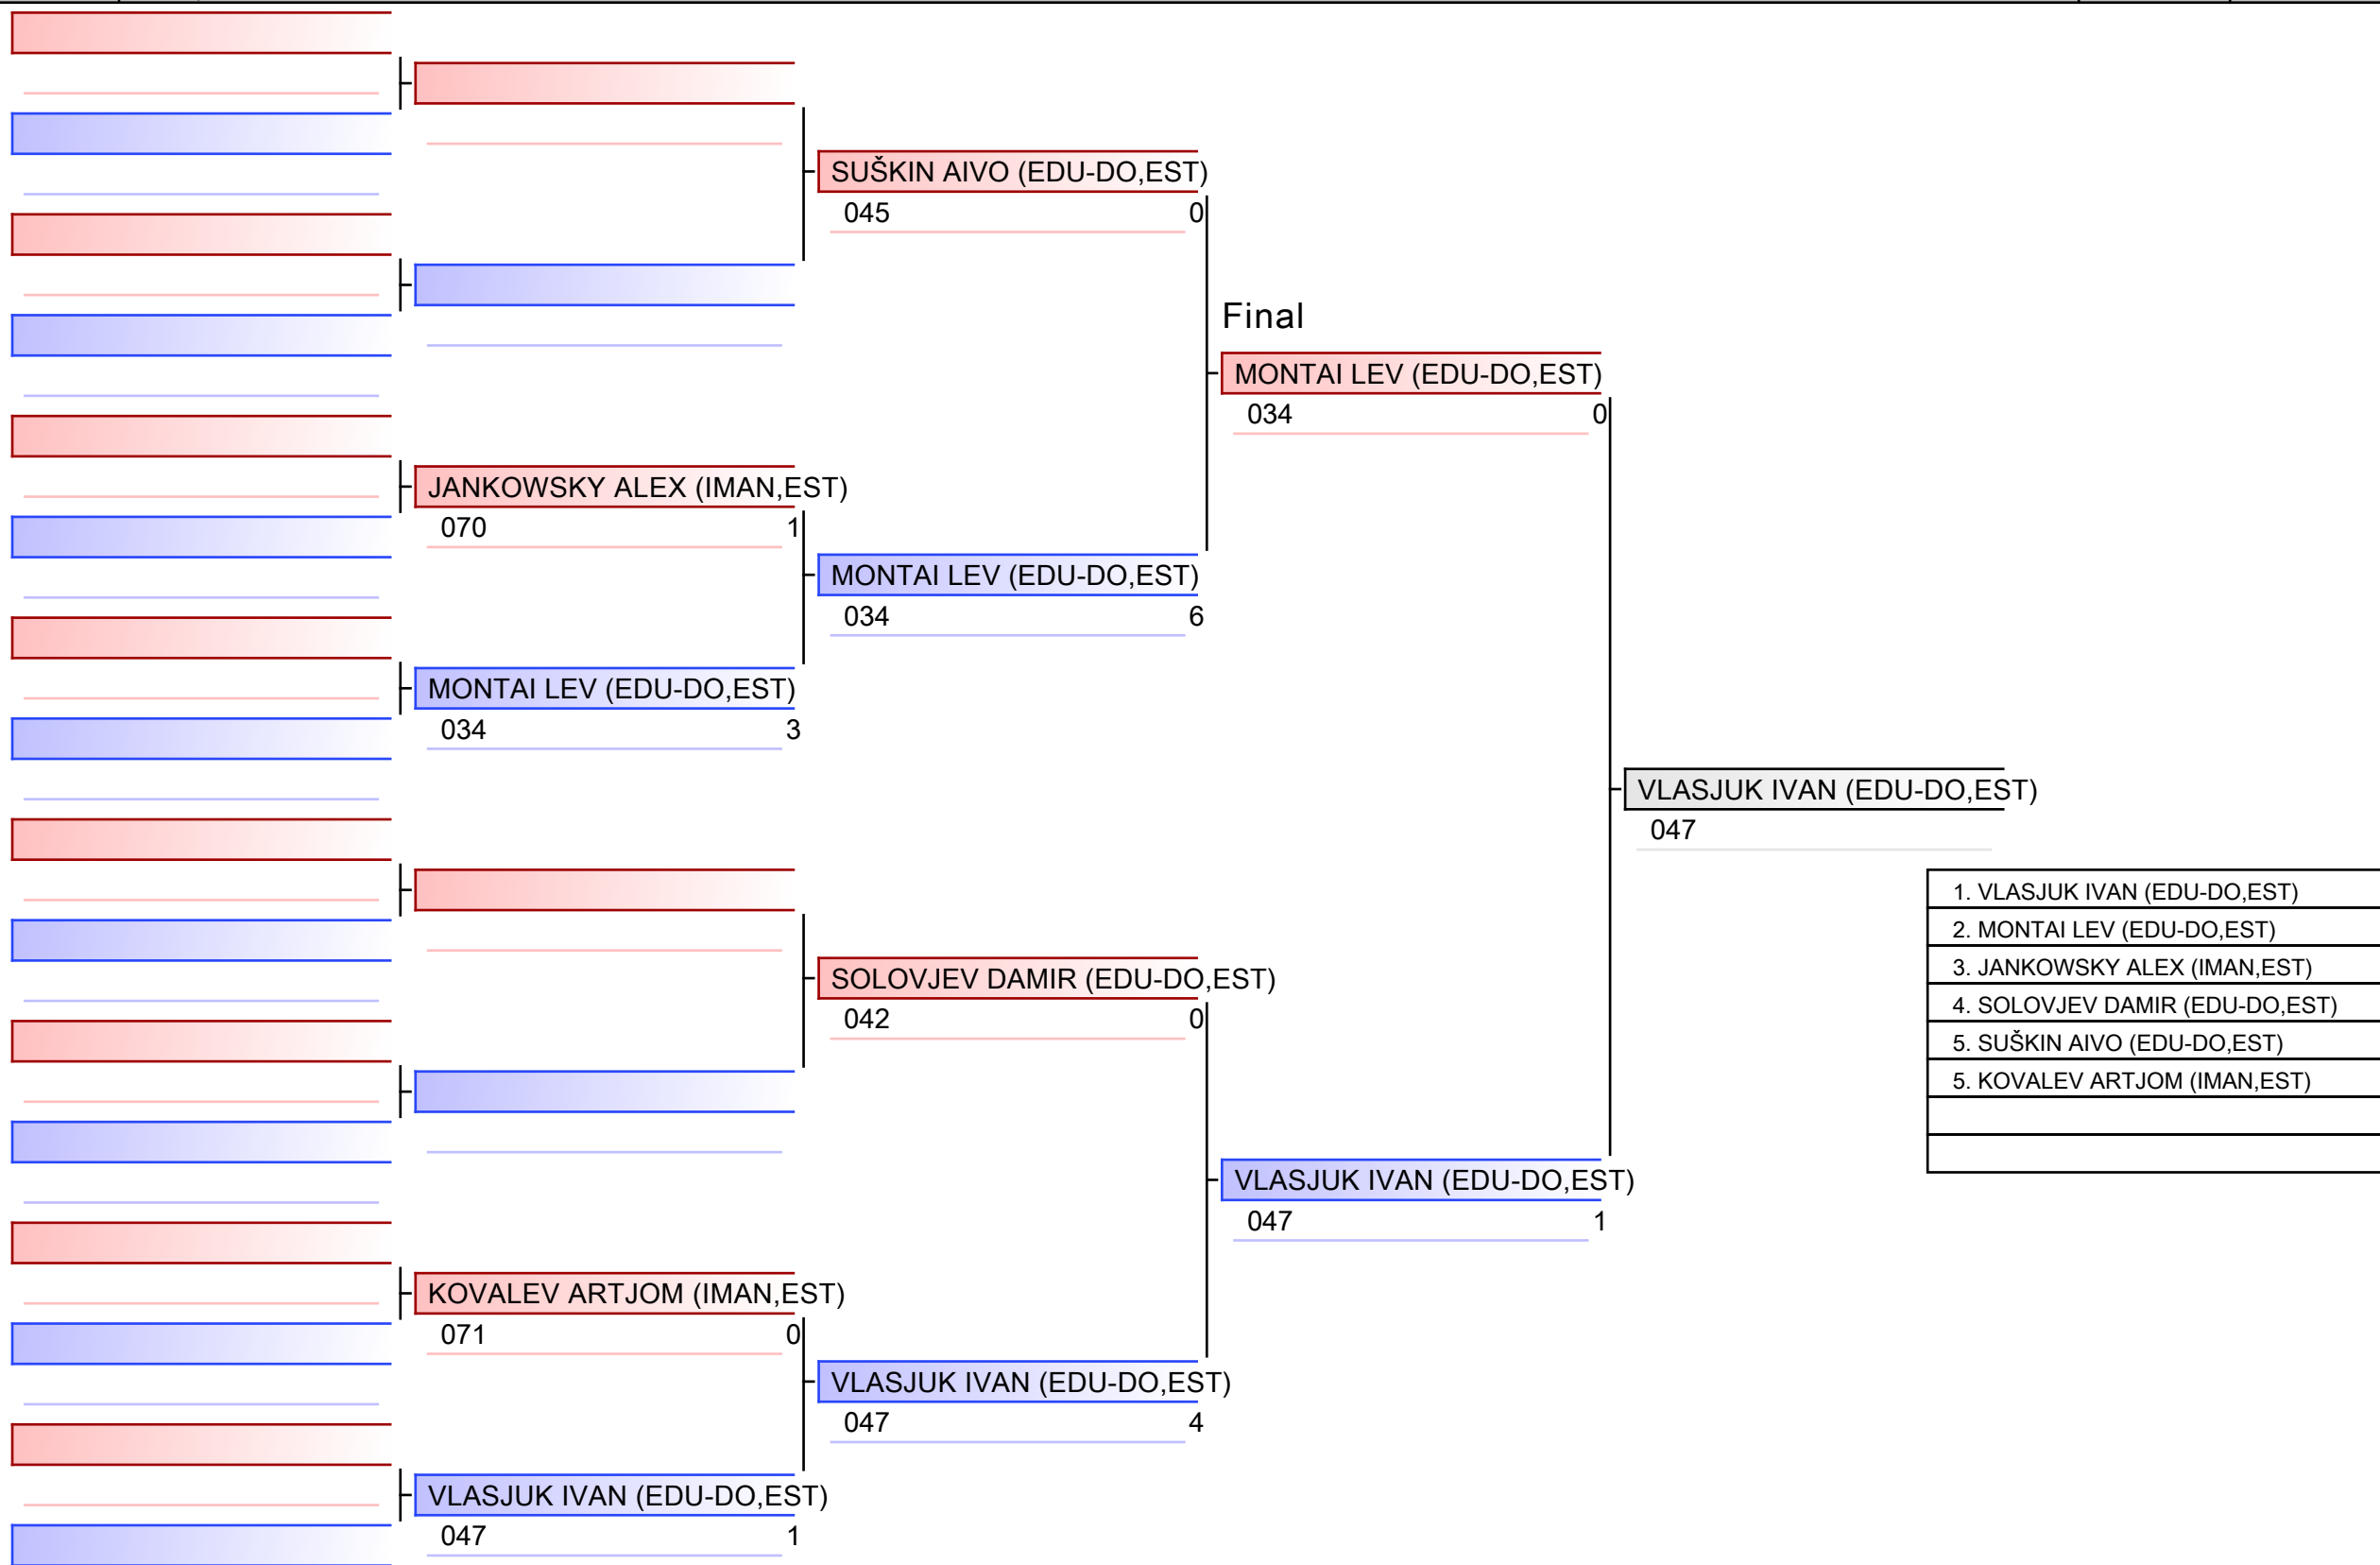 SUŠKIN AIVO (EDU-DO,EST)
045 0
Final
MONTAI LEV (EDU-DO,EST)
034 0
JANKOWSKY ALEX (IMAN,EST)
070 1
MONTAI LEV (EDU-DO,EST)
034 6
MONTAI LEV (EDU-DO,EST)
034 3
VLASJUK IVAN (EDU-DO,EST)
047
1. VLASJUK IVAN (EDU-DO,EST)
2. MONTAI LEV (EDU-DO,EST)
3. JANKOWSKY ALEX (IMAN,EST)
4. SOLOVJEV DAMIR (EDU-DO,EST)
5. SUŠKIN AIVO (EDU-DO,EST)
5. KOVALEV ARTJOM (IMAN,EST)
SOLOVJEV DAMIR (EDU-DO,EST)
042 0
VLASJUK IVAN (EDU-DO,EST)
047 1
KOVALEV ARTJOM (IMAN,EST)
071 0
VLASJUK IVAN (EDU-DO,EST)
047 4
VLASJUK IVAN (EDU-DO,EST)
047 1